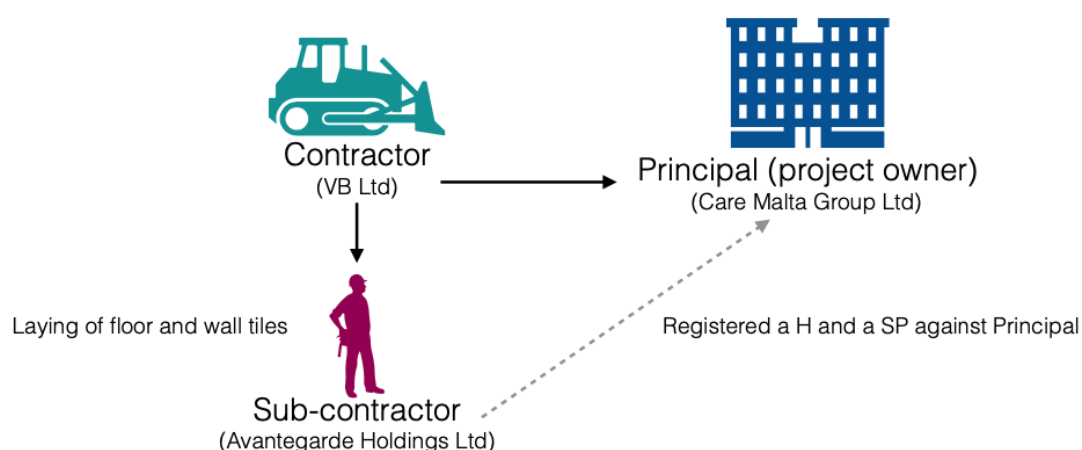 Contractor
(VB Ltd)
Principal (project owner)
(Care Malta Group Ltd)
Laying of floor and wall tiles
Registered a H and a SP against Principal
Sub-contractor
(Avantegarde Holdings Ltd)